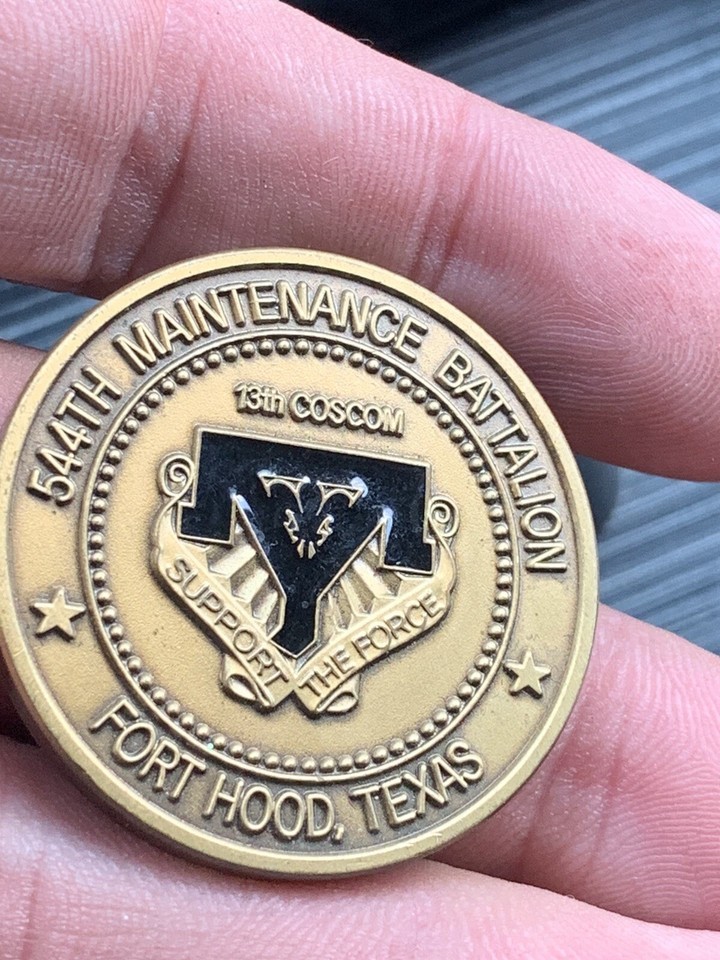 544TH MAINTENANCE BATTALION
13th COSCOM
SUPPORT THE FORCE
FORT HOOD, TEXAS